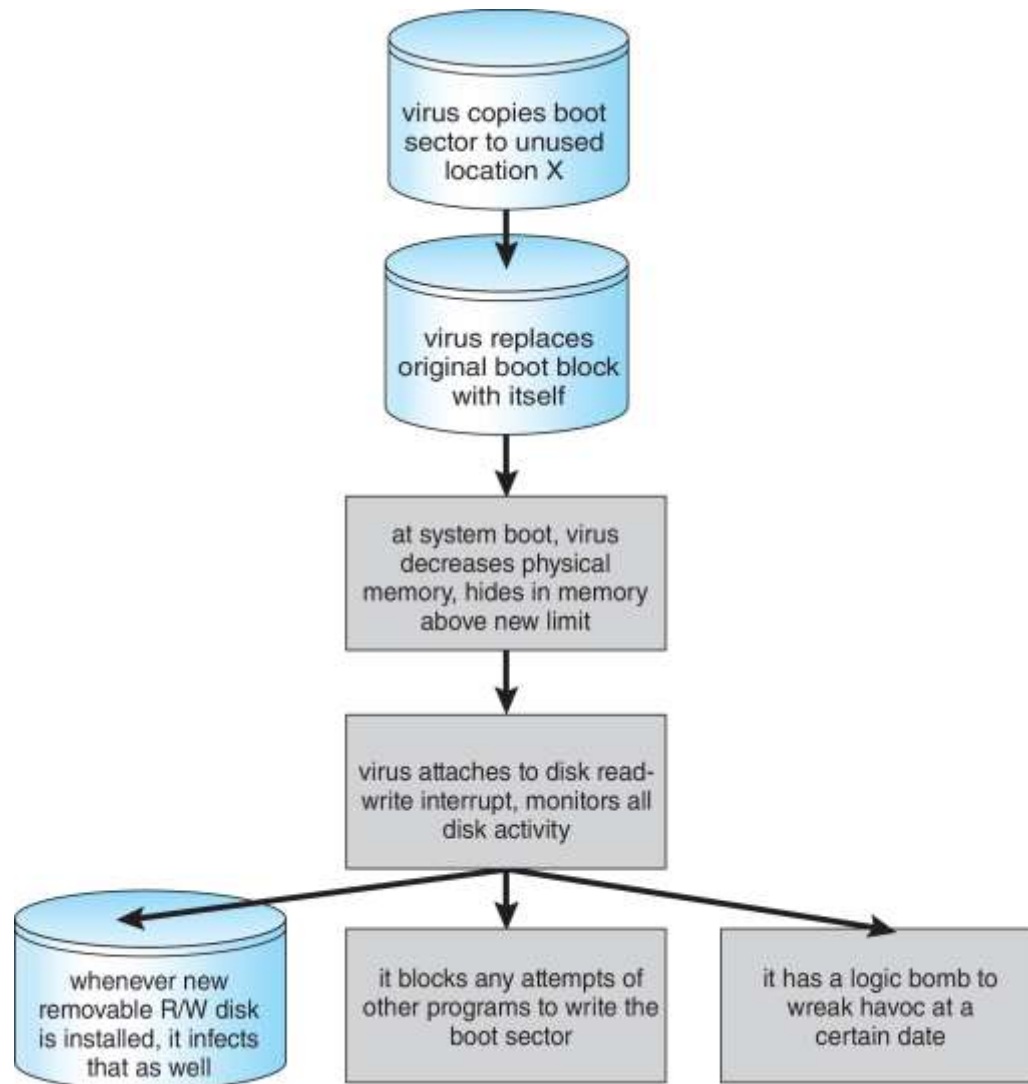 virus copies boot
sector to unused
location X
virus replaces
original boot block
with itself
at system boot, virus
decreases physical
memory, hides in memory
above new limit
virus attaches to disk read-
write interrupt, monitors all
disk activity
whenever new
removable R/W disk
is installed, it infects
that as well
it blocks any attempts of
other programs to write the
boot sector
it has a logic bomb to
wreak havoc at a
certain date